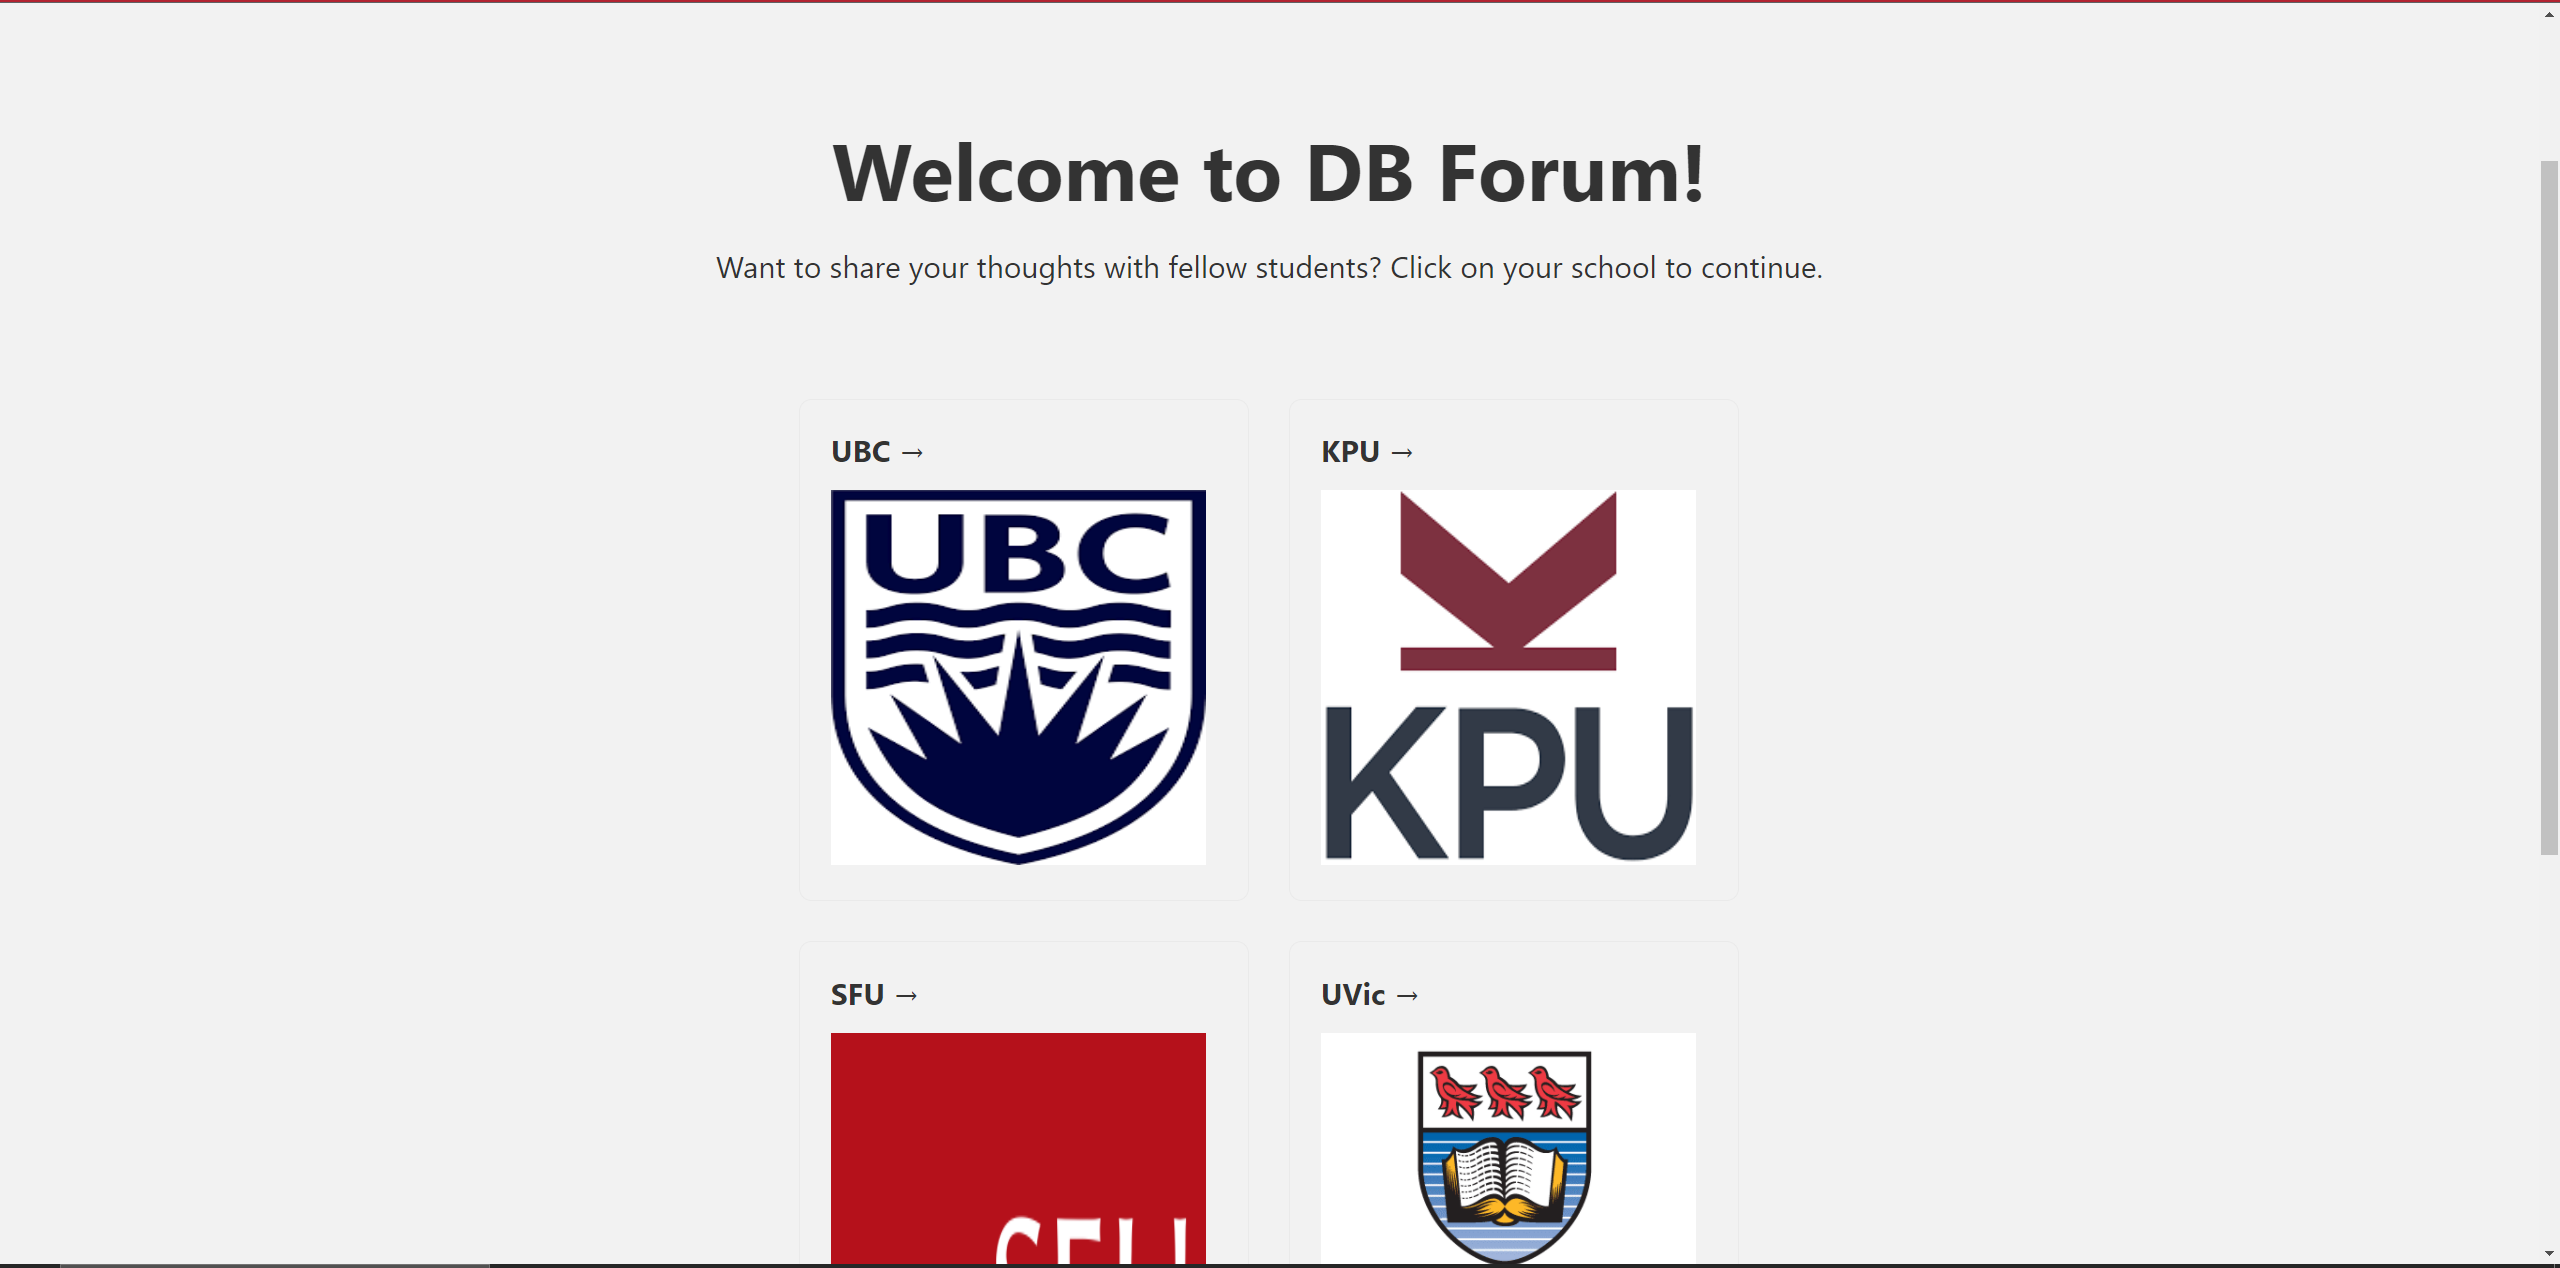 Welcome to DB Forum!
Want to share your thoughts with fellow students? Click on your school to continue.
UBC →
KPU →
UBC
KPU
SFU →
UVic →
SFU